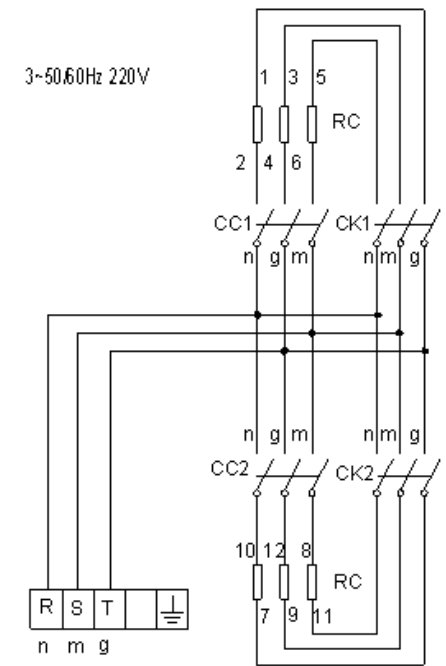 3~50/60Hz 220V
1 3 5
RC
2 4 6
CC1 CK1
n g m n m g
n g m n m g
CC2 CK2
10 12 8
RC
7 9 11
R S T
n m g